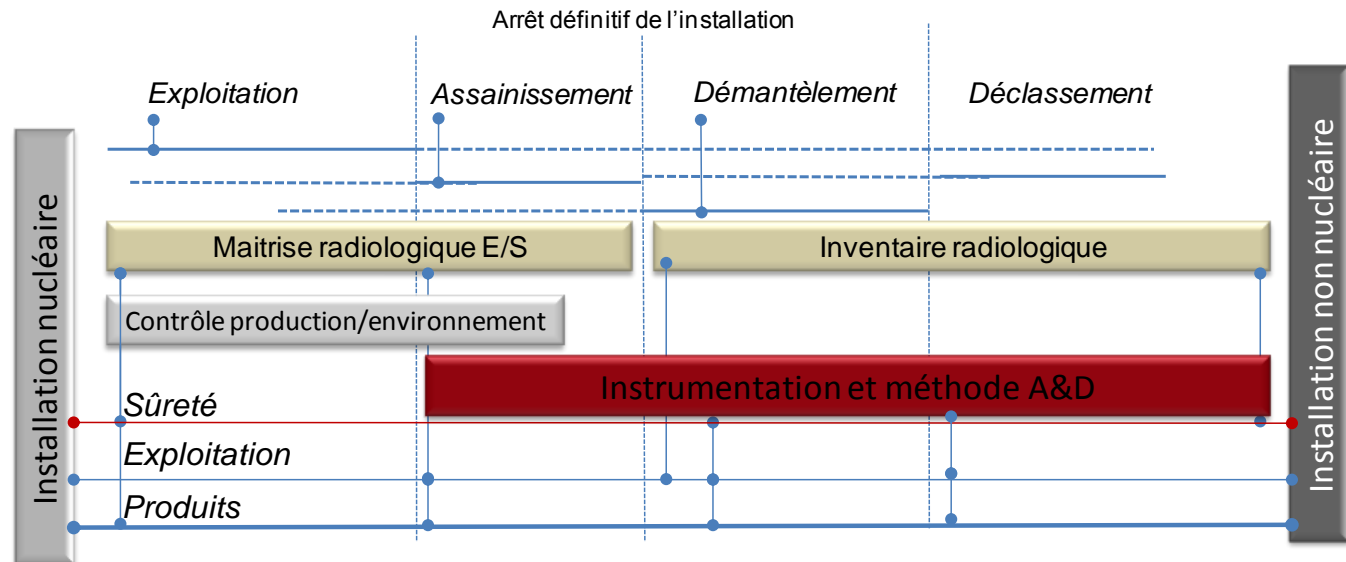 Arrêt définitif de l'installation
Exploitation
Assainissement
Démantèlement
Déclassement
Installation nucléaire
Installation non nucléaire
Maitrise radiologique E/S
Inventaire radiologique
Contrôle production/environnement
Instrumentation et méthode A&D
Sûreté
Exploitation
Produits